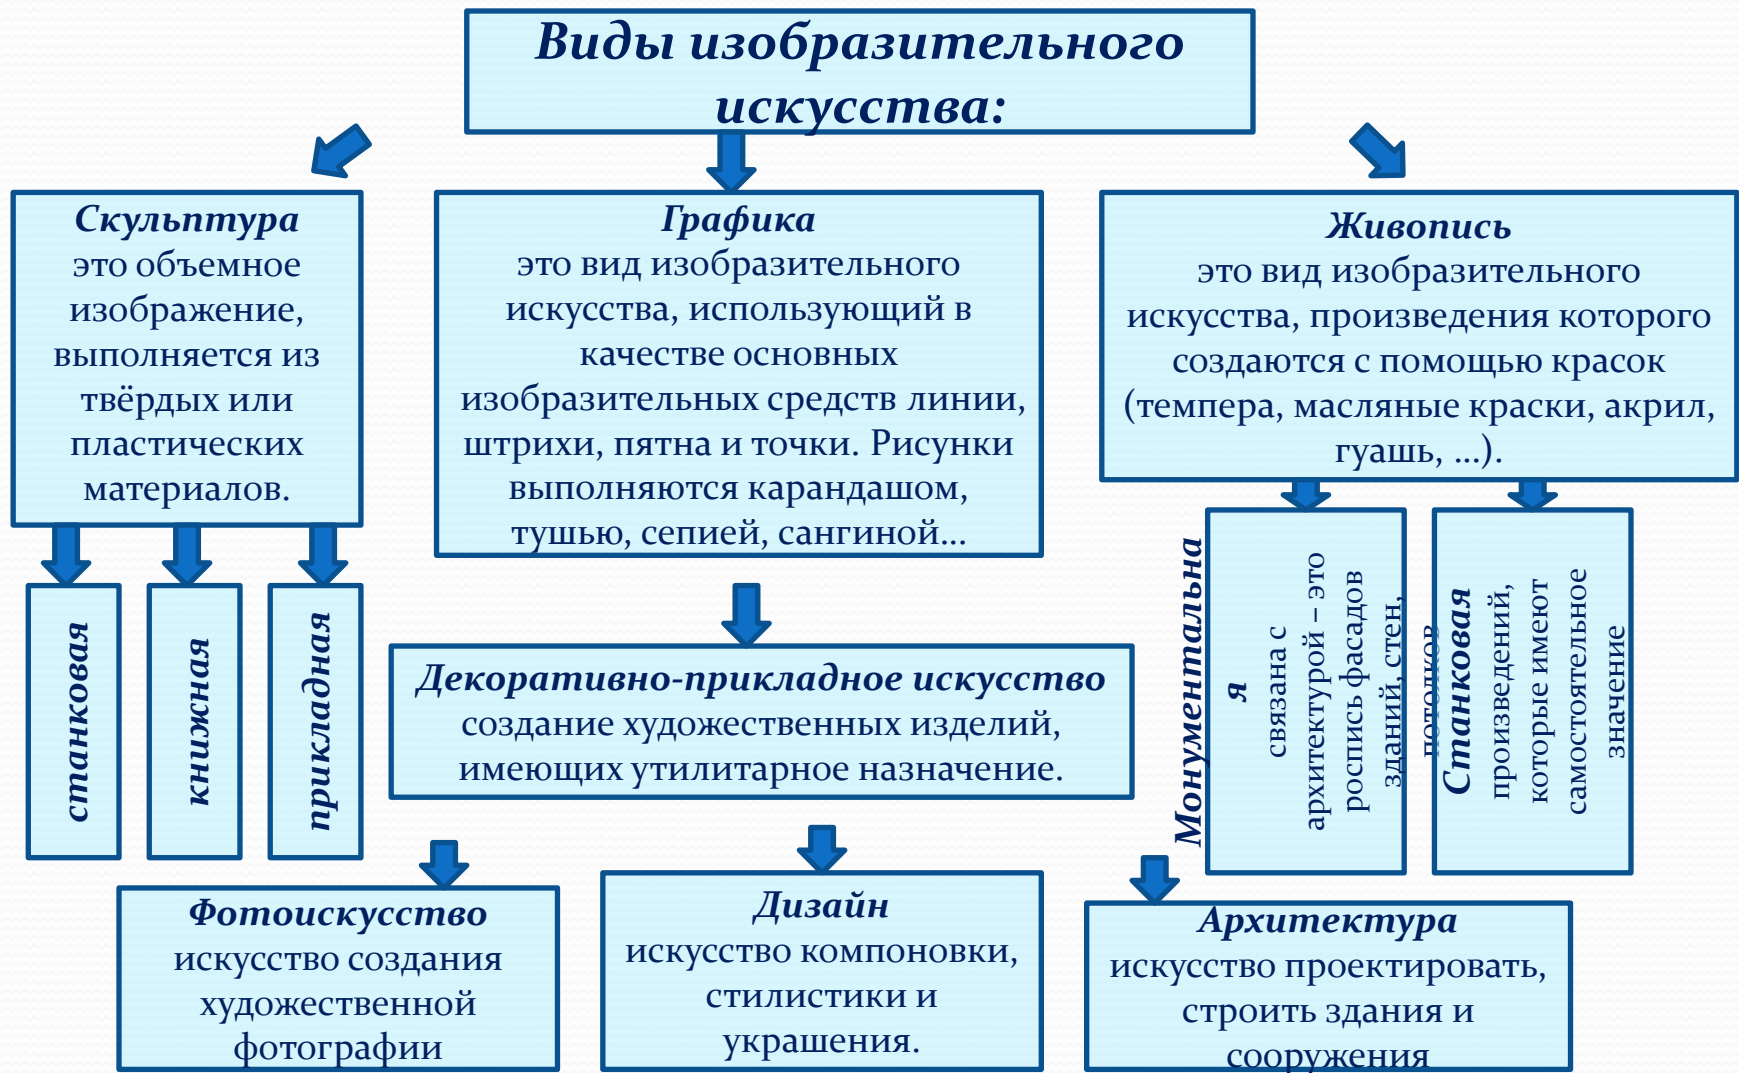 Виды изобразительного
искусства:
Скульптура
это объемное
изображение,
выполняется из
твёрдых или
пластических
материалов.
Графика
это вид изобразительного
искусства, использующий в
качестве основных
изобразительных средств линии,
штрихи, пятна и точки. Рисунки
выполняются карандашом,
тушью, сепией, сангиной...
Живопись
это вид изобразительного
искусства, произведения которого
создаются с помощью красок
(темпера, масляные краски, акрил,
гуашь, ...).
станковая
книжная
прикладная
Декоративно-прикладное искусство
создание художественных изделий,
имеющих утилитарное назначение.
Монументальна
я
связана с
архитектурой – это
роспись фасадов
зданий, стен,
потолков
Станковая
произведений,
которые имеют
самостоятельное
значение
Фотоискусство
искусство создания
художественной
фотографии
Дизайн
искусство компоновки,
стилистики и
украшения.
Архитектура
искусство проектировать,
строить здания и
сооружения